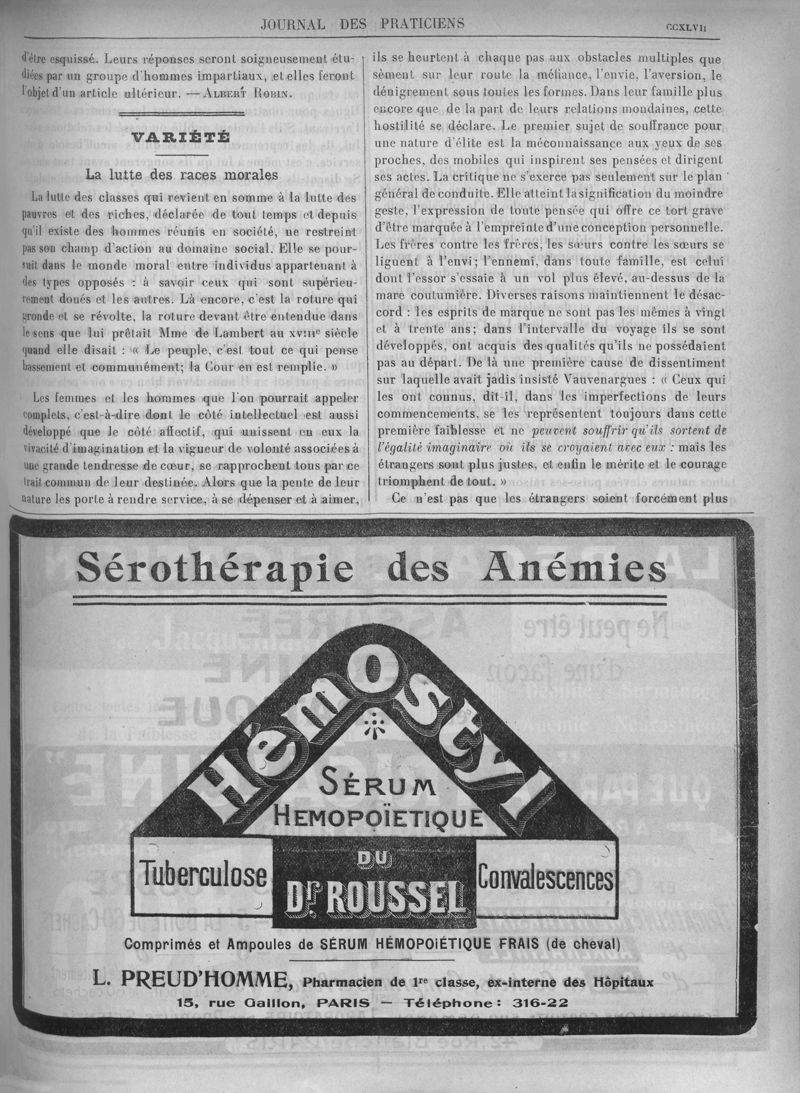 JOURNAL DES PRATICIENS
CCXLVII
d'être esquissé. Leurs réponses seront soigneusement étu-
diées par un groupe d'hommes impartiaux, et elles feront
l'objet d'un article ultérieur. — ALBERT ROBIN.
VARIÉTÉ
La lutte des races morales
La lutte des classes qui revient en somme à la lutte des
pauvres et des riches, déclarée de tout temps et depuis
qu'il existe des hommes réunis en société, ne restreint
pas son champ d'action au domaine social. Elle se pour-
suit dans le monde moral entre individus appartenant à
des types opposés : à savoir ceux qui sont supérieu-
rement doués et les autres. Là encore, c'est la roture qui
gronde et se révolte, la roture devant être entendue dans
le sens que lui prêtait Mme de Lambert au XVIIIe siècle
quand elle disait : « Le peuple, c'est tout ce qui pense
bassement et communément; la Cour en est remplie. »
Les femmes et les hommes que l'on pourrait appeler
complets, c'est-à-dire dont le côté intellectuel est aussi
développé que le côté affectif, qui unissent en eux la
vivacité d'imagination et la vigueur de volonté associées à
une grande tendresse de cœur, se rapprochent tous par ce
trait commun de leur destinée. Alors que la pente de leur
nature les porte à rendre service, à se dépenser et à aimer,
ils se heurtent à chaque pas aux obstacles multiples que
sèment sur leur route la méfiance, l'envie, l'aversion, le
dénigrement sous toutes les formes. Dans leur famille plus
encore que de la part de leurs relations mondaines, cette
hostilité se déclare. Le premier sujet de souffrance pour
une nature d'élite est la méconnaissance aux yeux de ses
proches, des mobiles qui inspirent ses pensées et dirigent
ses actes. La critique ne s'exerce pas seulement sur le plan
général de conduite. Elle atteint la signification du moindre
geste, l'expression de toute pensée qui offre ce tort grave
d'être marquée à l'empreinte d'une conception personnelle.
Les frères contre les frères, les sœurs contre les sœurs se
liguent à l'envi; l'ennemi, dans toute famille, est celui
dont l'essor s'essaie à un vol plus élevé, au-dessus de la
mare coutumière. Diverses raisons maintiennent le désac-
cord : les esprits de marque ne sont pas les mêmes à vingt
et à trente ans; dans l'intervalle du voyage ils se sont
développés, ont acquis des qualités qu'ils ne possédaient
pas au départ. De là une première cause de dissentiment
sur laquelle avait jadis insisté Vauvenargues : « Ceux qui
les ont connus, dit-il, dans les imperfections de leurs
commencements, se les représentent toujours dans cette
première faiblesse et ne peuvent souffrir qu'ils sortent de
l'égalité imaginaire où ils se croyaient avec eux : mais les
étrangers sont plus justes, et enfin le mérite et le courage
triomphent de tout. »
Ce n'est pas que les étrangers soient forcément plus
Sérothérapie des Anémies
HémOstyl
SÉRUM
HEMOPOÏETIQUE
DU
Dr. ROUSSEL
Tuberculose
Convalescences
Comprimés et Ampoules de SÉRUM HÉMOPOïÉTIQUE FRAIS (de cheval)
L. PREUD'HOMME, Pharmacien de 1re classe, ex-interne des Hôpitaux
15, rue Gaillon, PARIS — Téléphone : 316-22